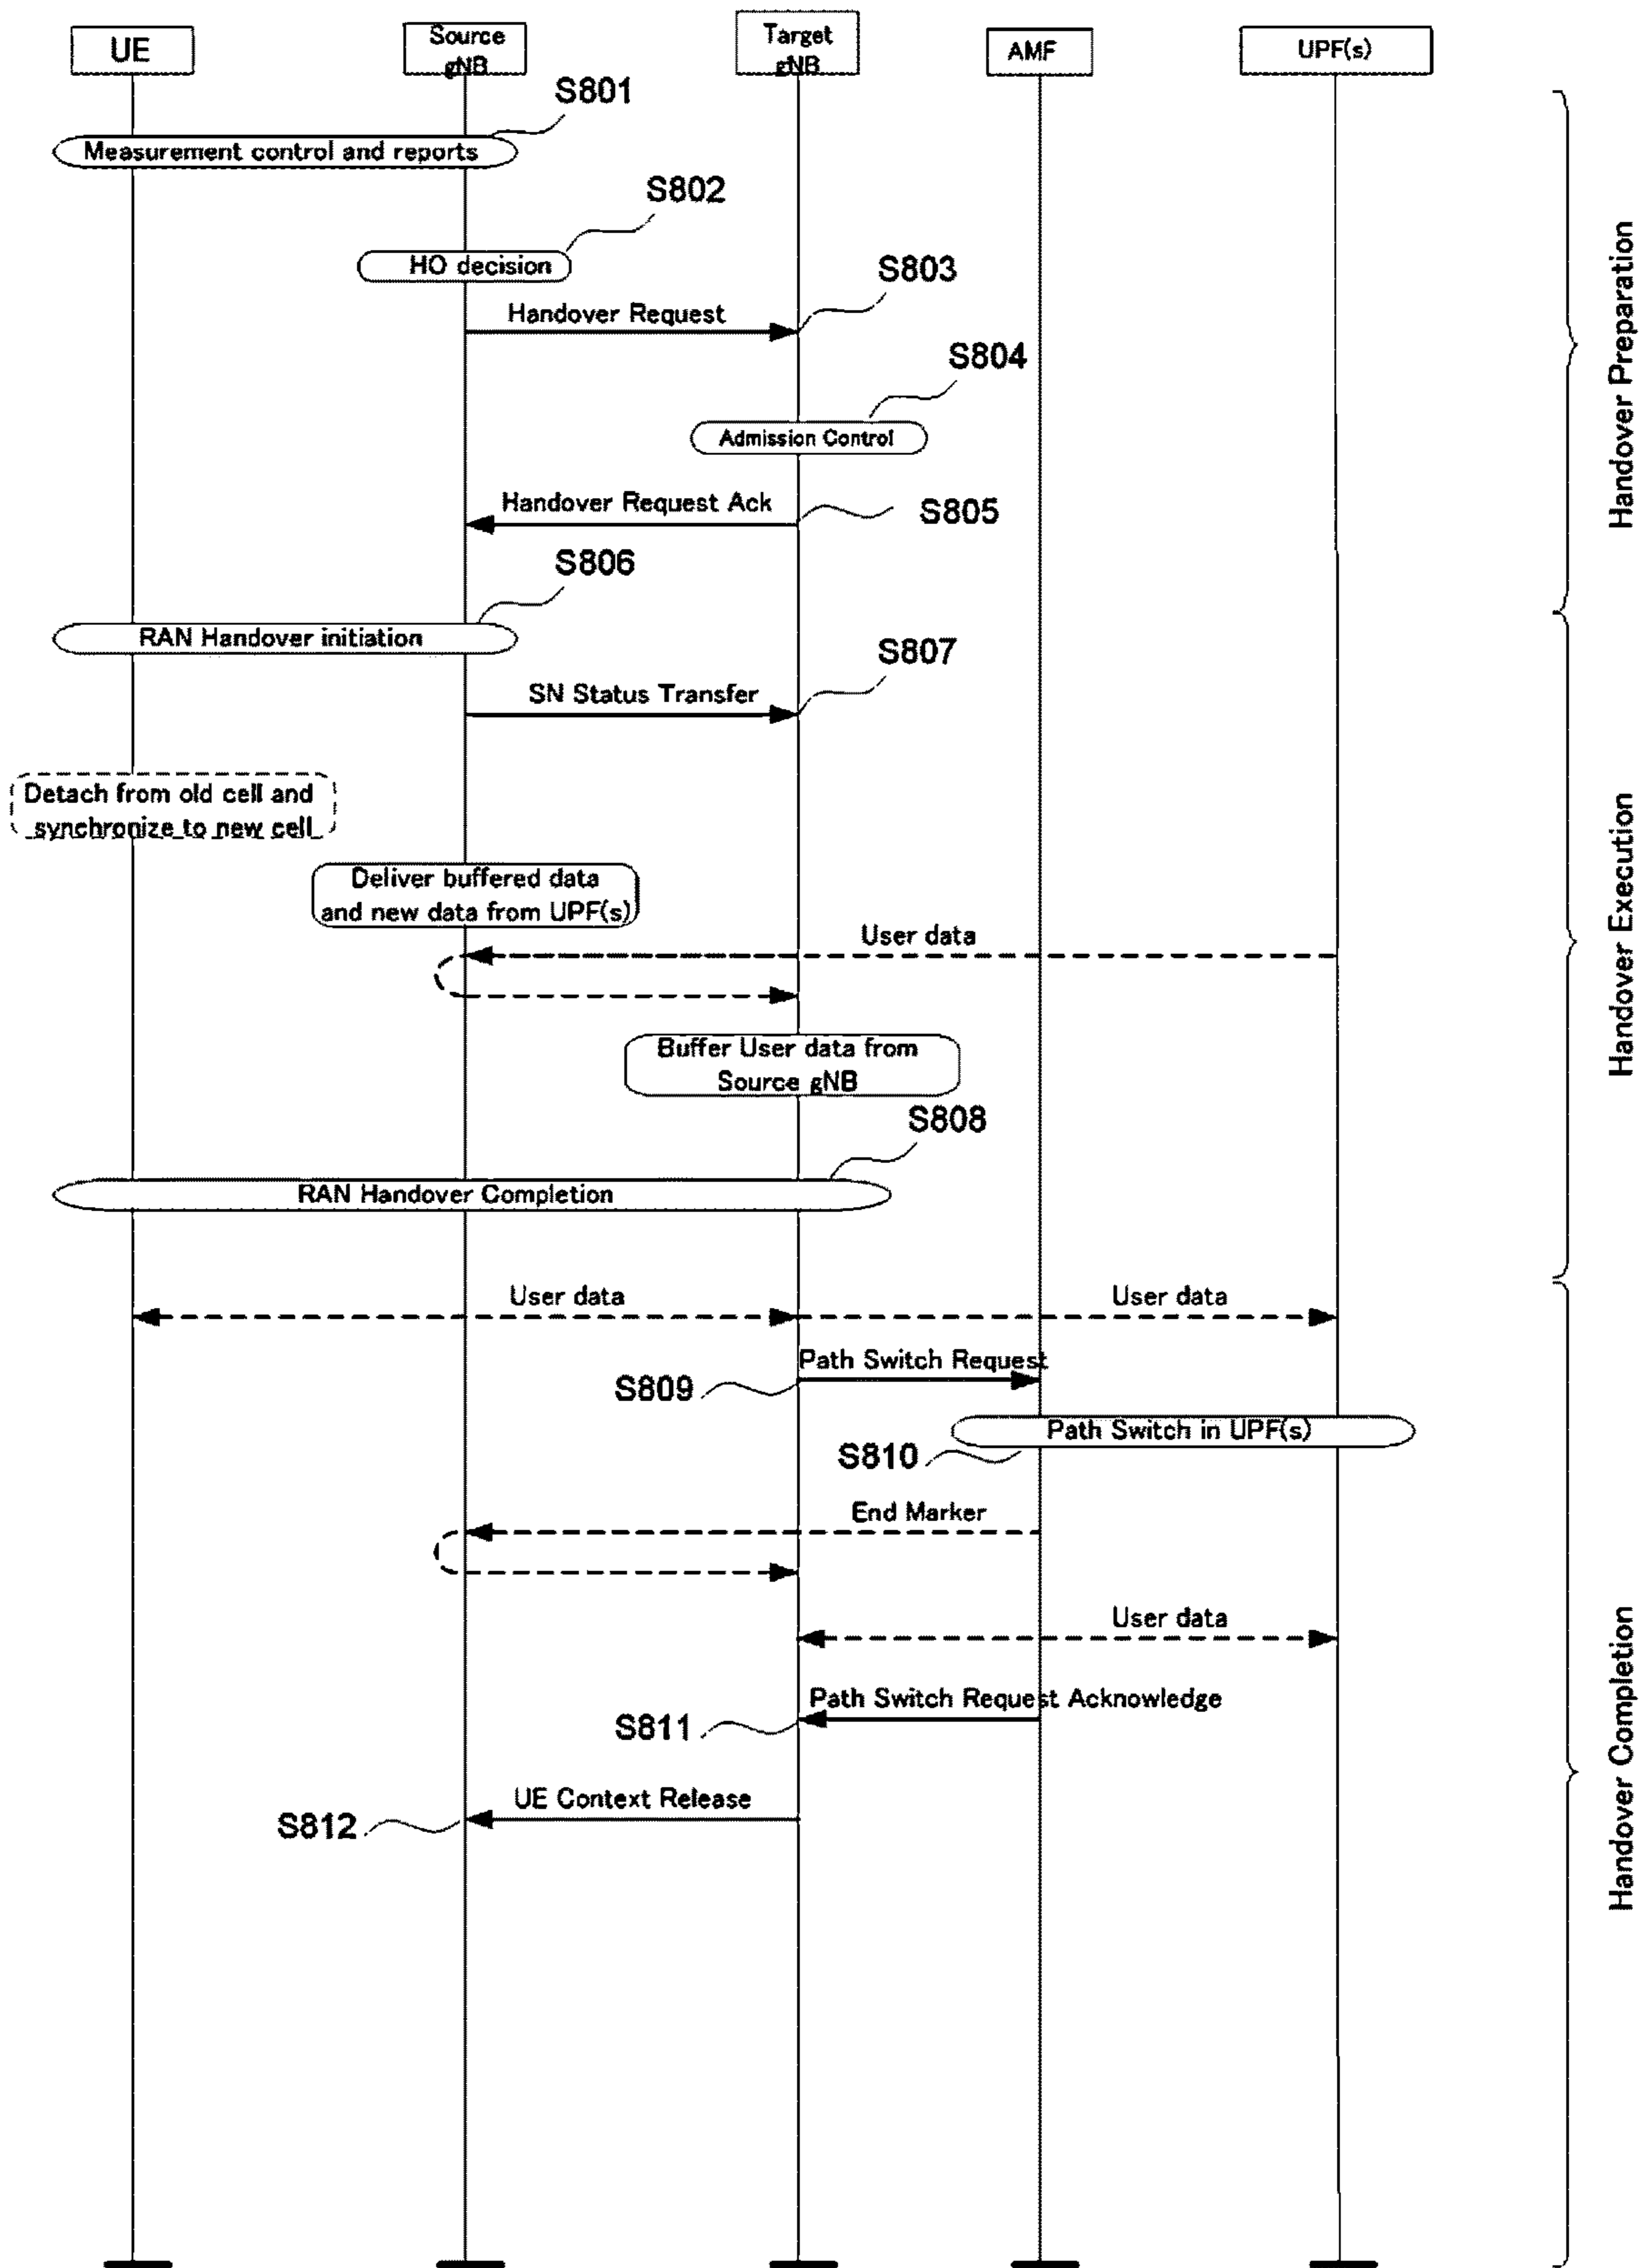 UE
Source
gNB
Target
gNB
AMF
UPF(s)
S801
Measurement control and reports
S802
HO decision
S803
Handover Request
S804
Admission Control
Handover Request Ack
S805
Handover Preparation
S806
RAN Handover initiation
S807
SN Status Transfer
Detach from old cell and
synchronize to new cell
Deliver buffered data
and new data from UPF(s)
User data
Buffer User data from
Source gNB
S808
RAN Handover Completion
Handover Execution
User data
User data
Path Switch Request
S809
Path Switch in UPF(s)
S810
End Marker
User data
Path Switch Request Acknowledge
S811
UE Context Release
S812
Handover Completion